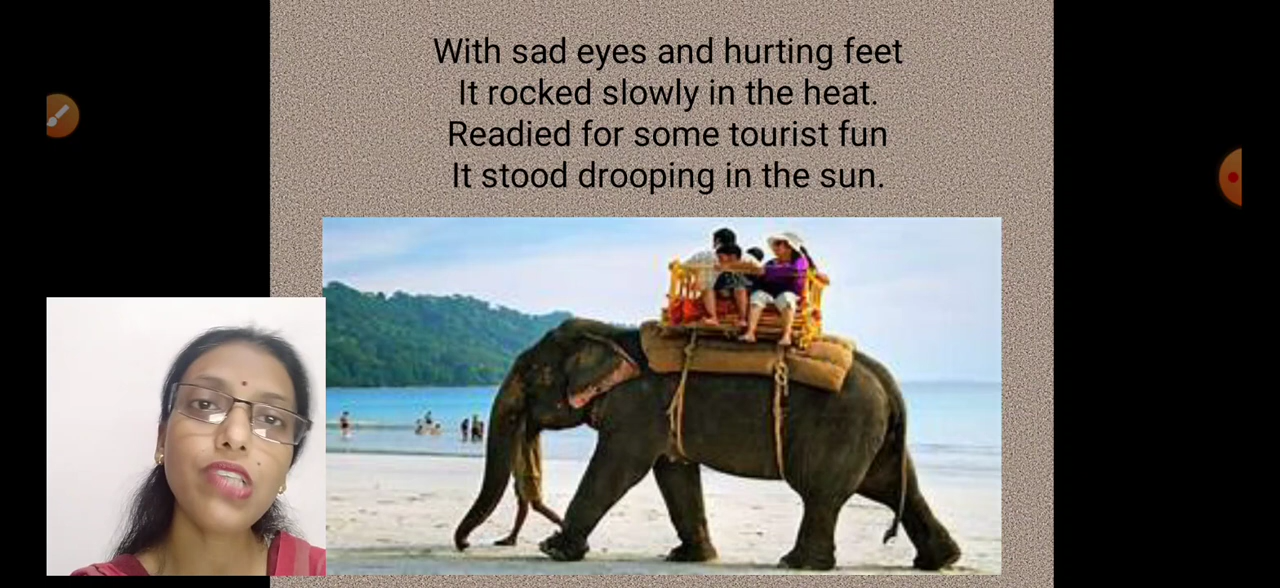 With sad eyes and hurting feet
It rocked slowly in the heat.
Readied for some tourist fun
It stood drooping in the sun.